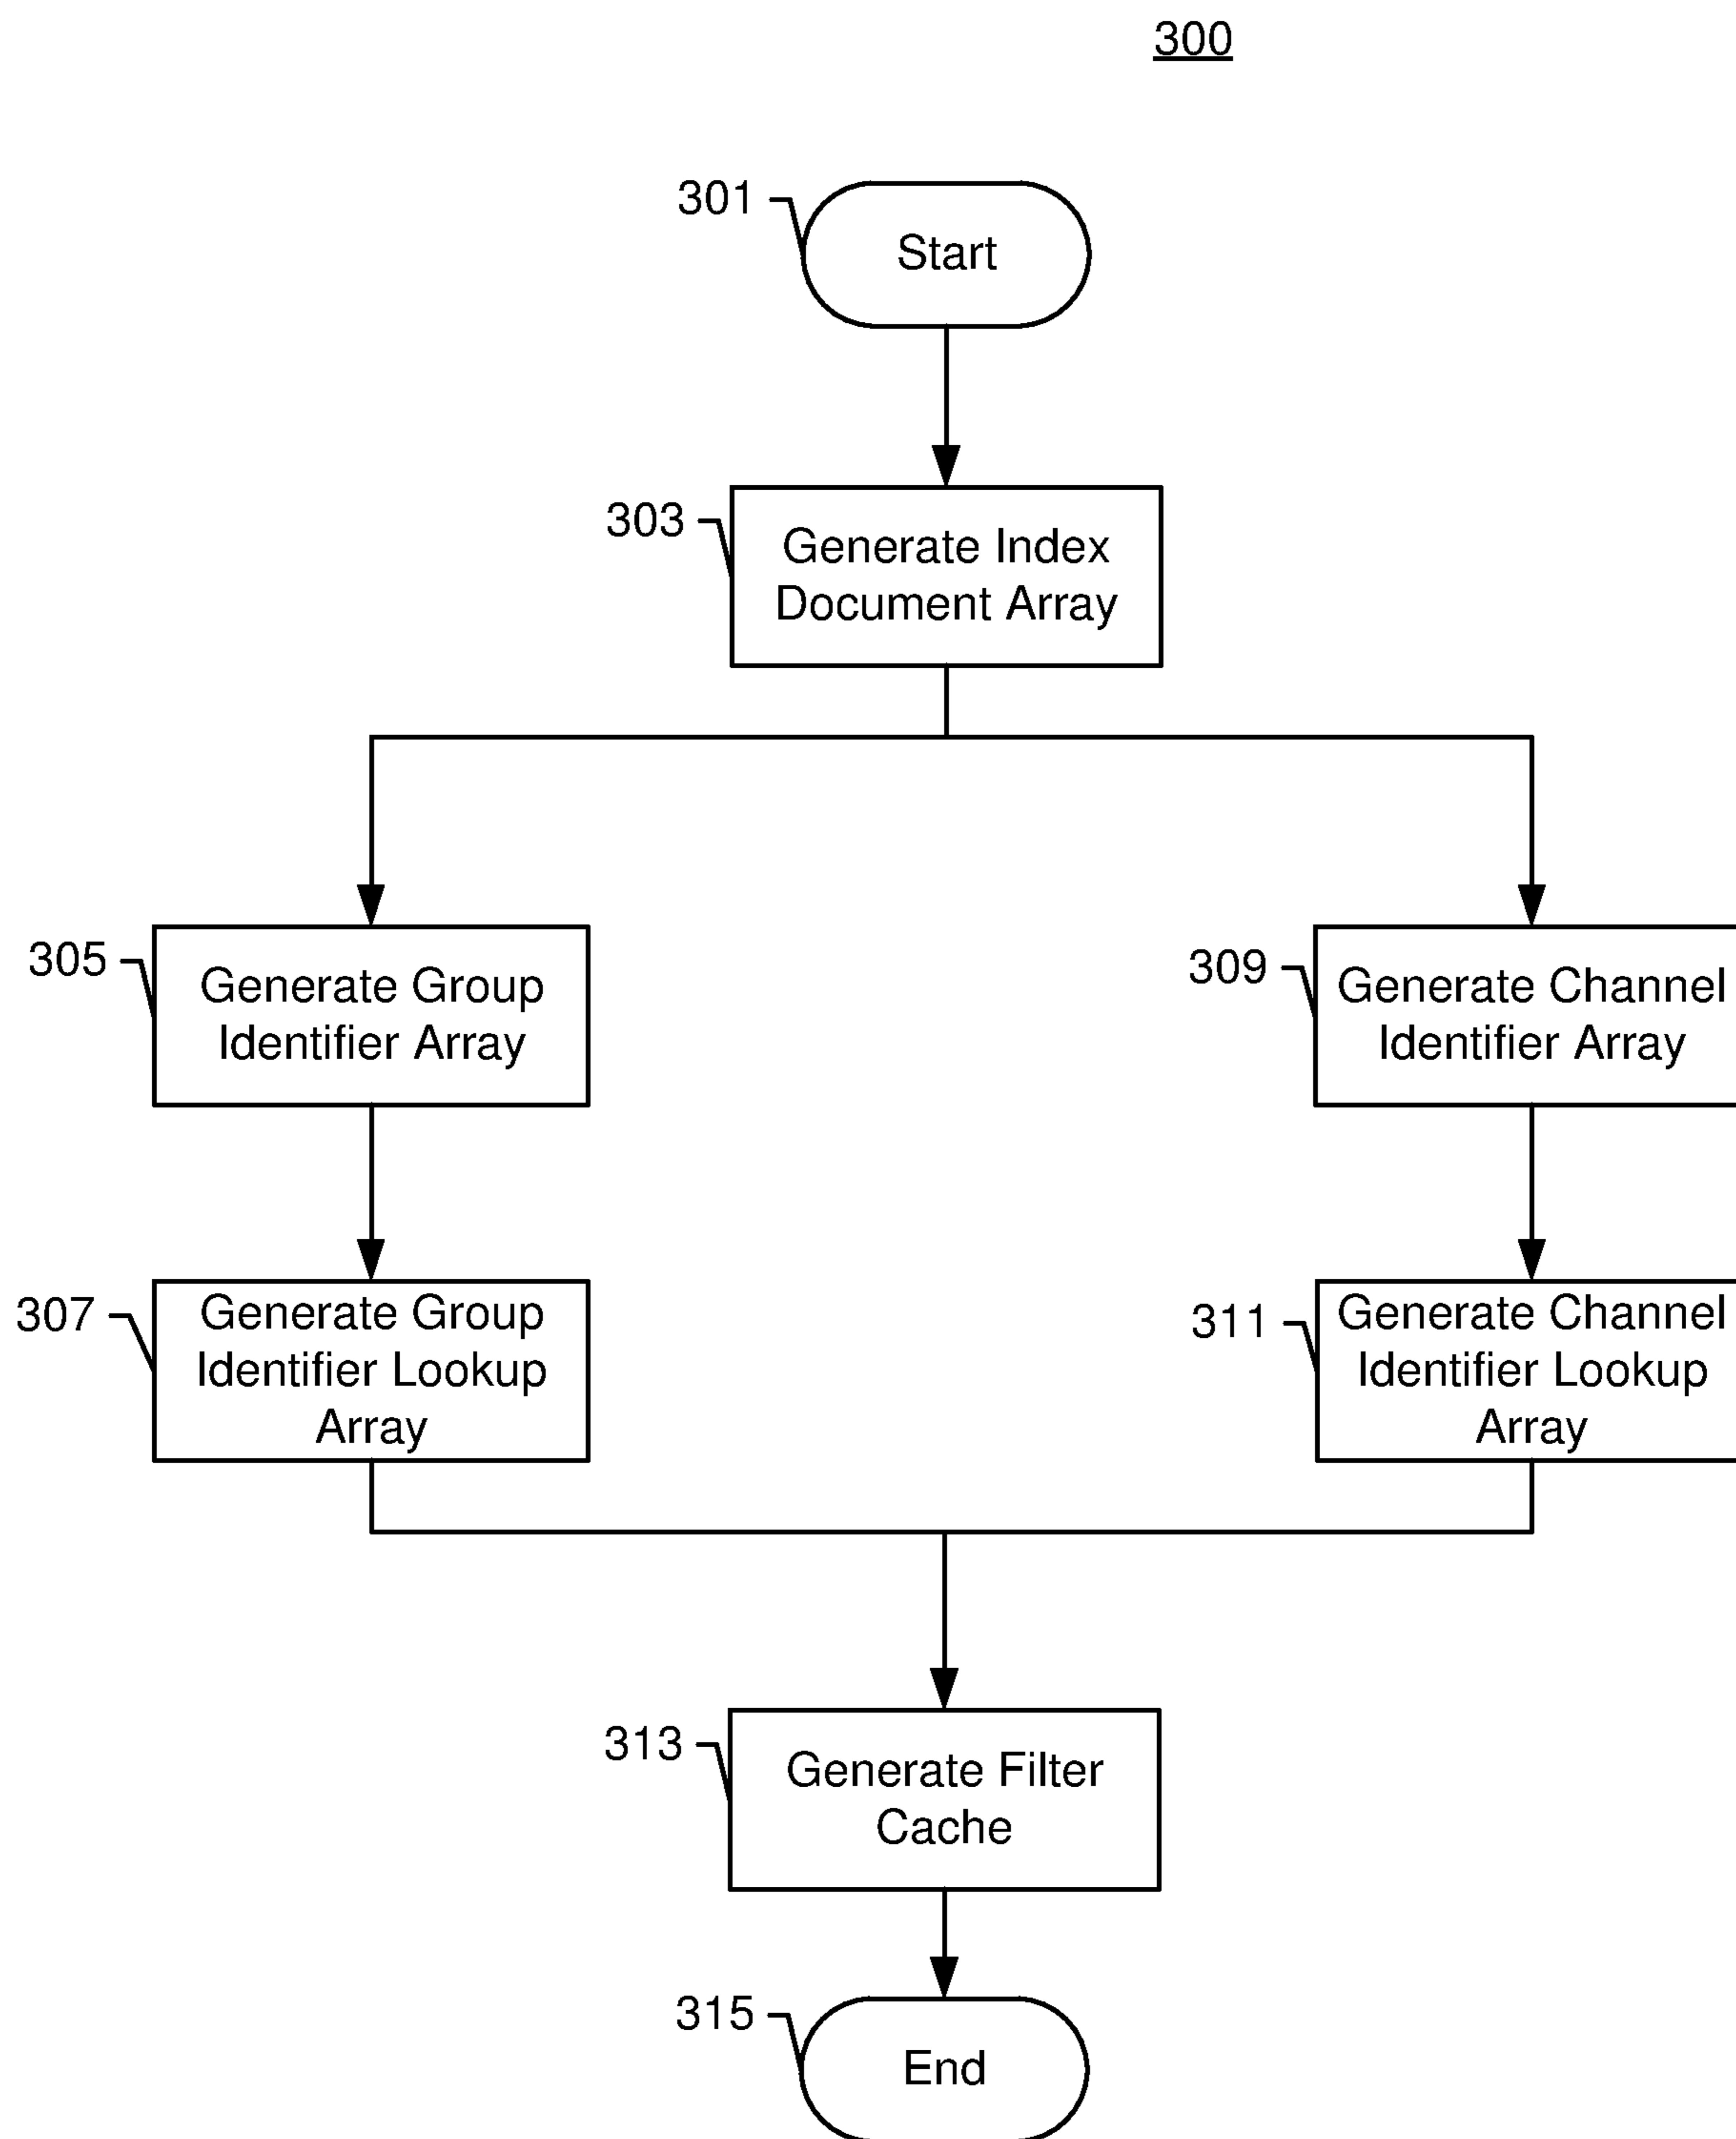 300
301
Start
303
Generate Index
Document Array
305
Generate Group
Identifier Array
309
Generate Channel
Identifier Array
307
Generate Group
Identifier Lookup
Array
311
Generate Channel
Identifier Lookup
Array
313
Generate Filter
Cache
315
End